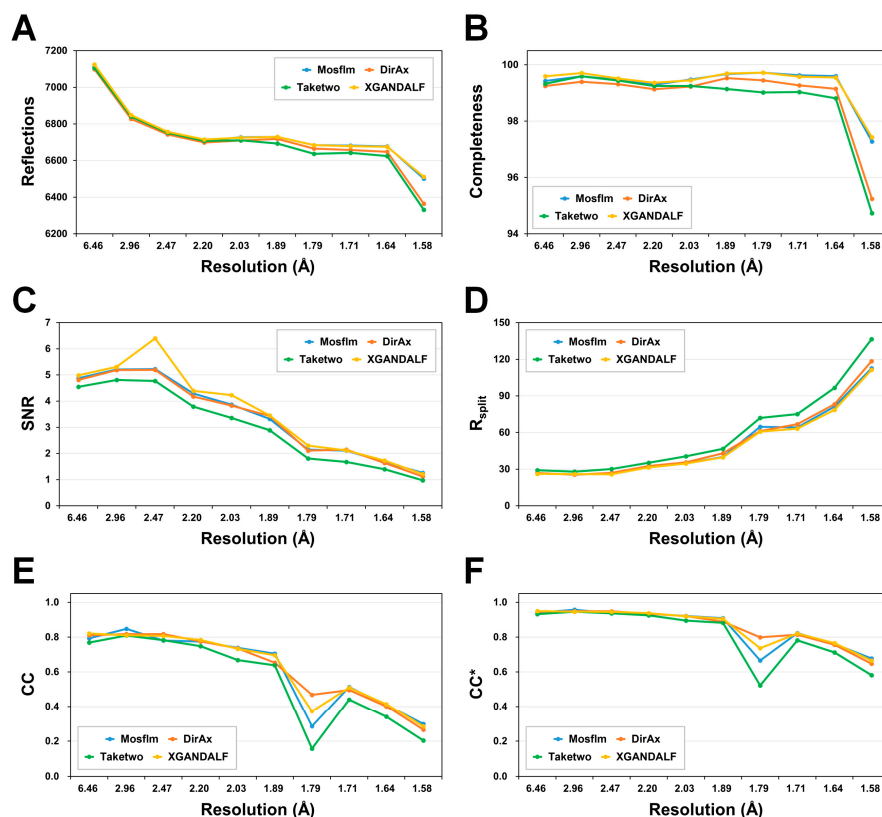 A
7200
7000
6800
6600
6400
6200
Reflections
Mosflm DirAx
Taketwo XGANDALF
6.46 2.96 2.47 2.20 2.03 1.89 1.79 1.71 1.64 1.58
Resolution (Å)
B
100
98
96
94
Completeness
Mosflm DirAx
Taketwo XGANDALF
6.46 2.96 2.47 2.20 2.03 1.89 1.79 1.71 1.64 1.58
Resolution (Å)
C
7
6
5
4
3
2
1
0
SNR
Mosflm DirAx
Taketwo XGANDALF
6.46 2.96 2.47 2.20 2.03 1.89 1.79 1.71 1.64 1.58
Resolution (Å)
D
150
120
90
60
30
0
Rsplit
Mosflm DirAx
Taketwo XGANDALF
6.46 2.96 2.47 2.20 2.03 1.89 1.79 1.71 1.64 1.58
Resolution (Å)
E
1.0
0.8
0.6
0.4
0.2
0.0
CC
Mosflm DirAx
Taketwo XGANDALF
6.46 2.96 2.47 2.20 2.03 1.89 1.79 1.71 1.64 1.58
Resolution (Å)
F
1.0
0.8
0.6
0.4
0.2
0.0
CC*
Mosflm DirAx
Taketwo XGANDALF
6.46 2.96 2.47 2.20 2.03 1.89 1.79 1.71 1.64 1.58
Resolution (Å)